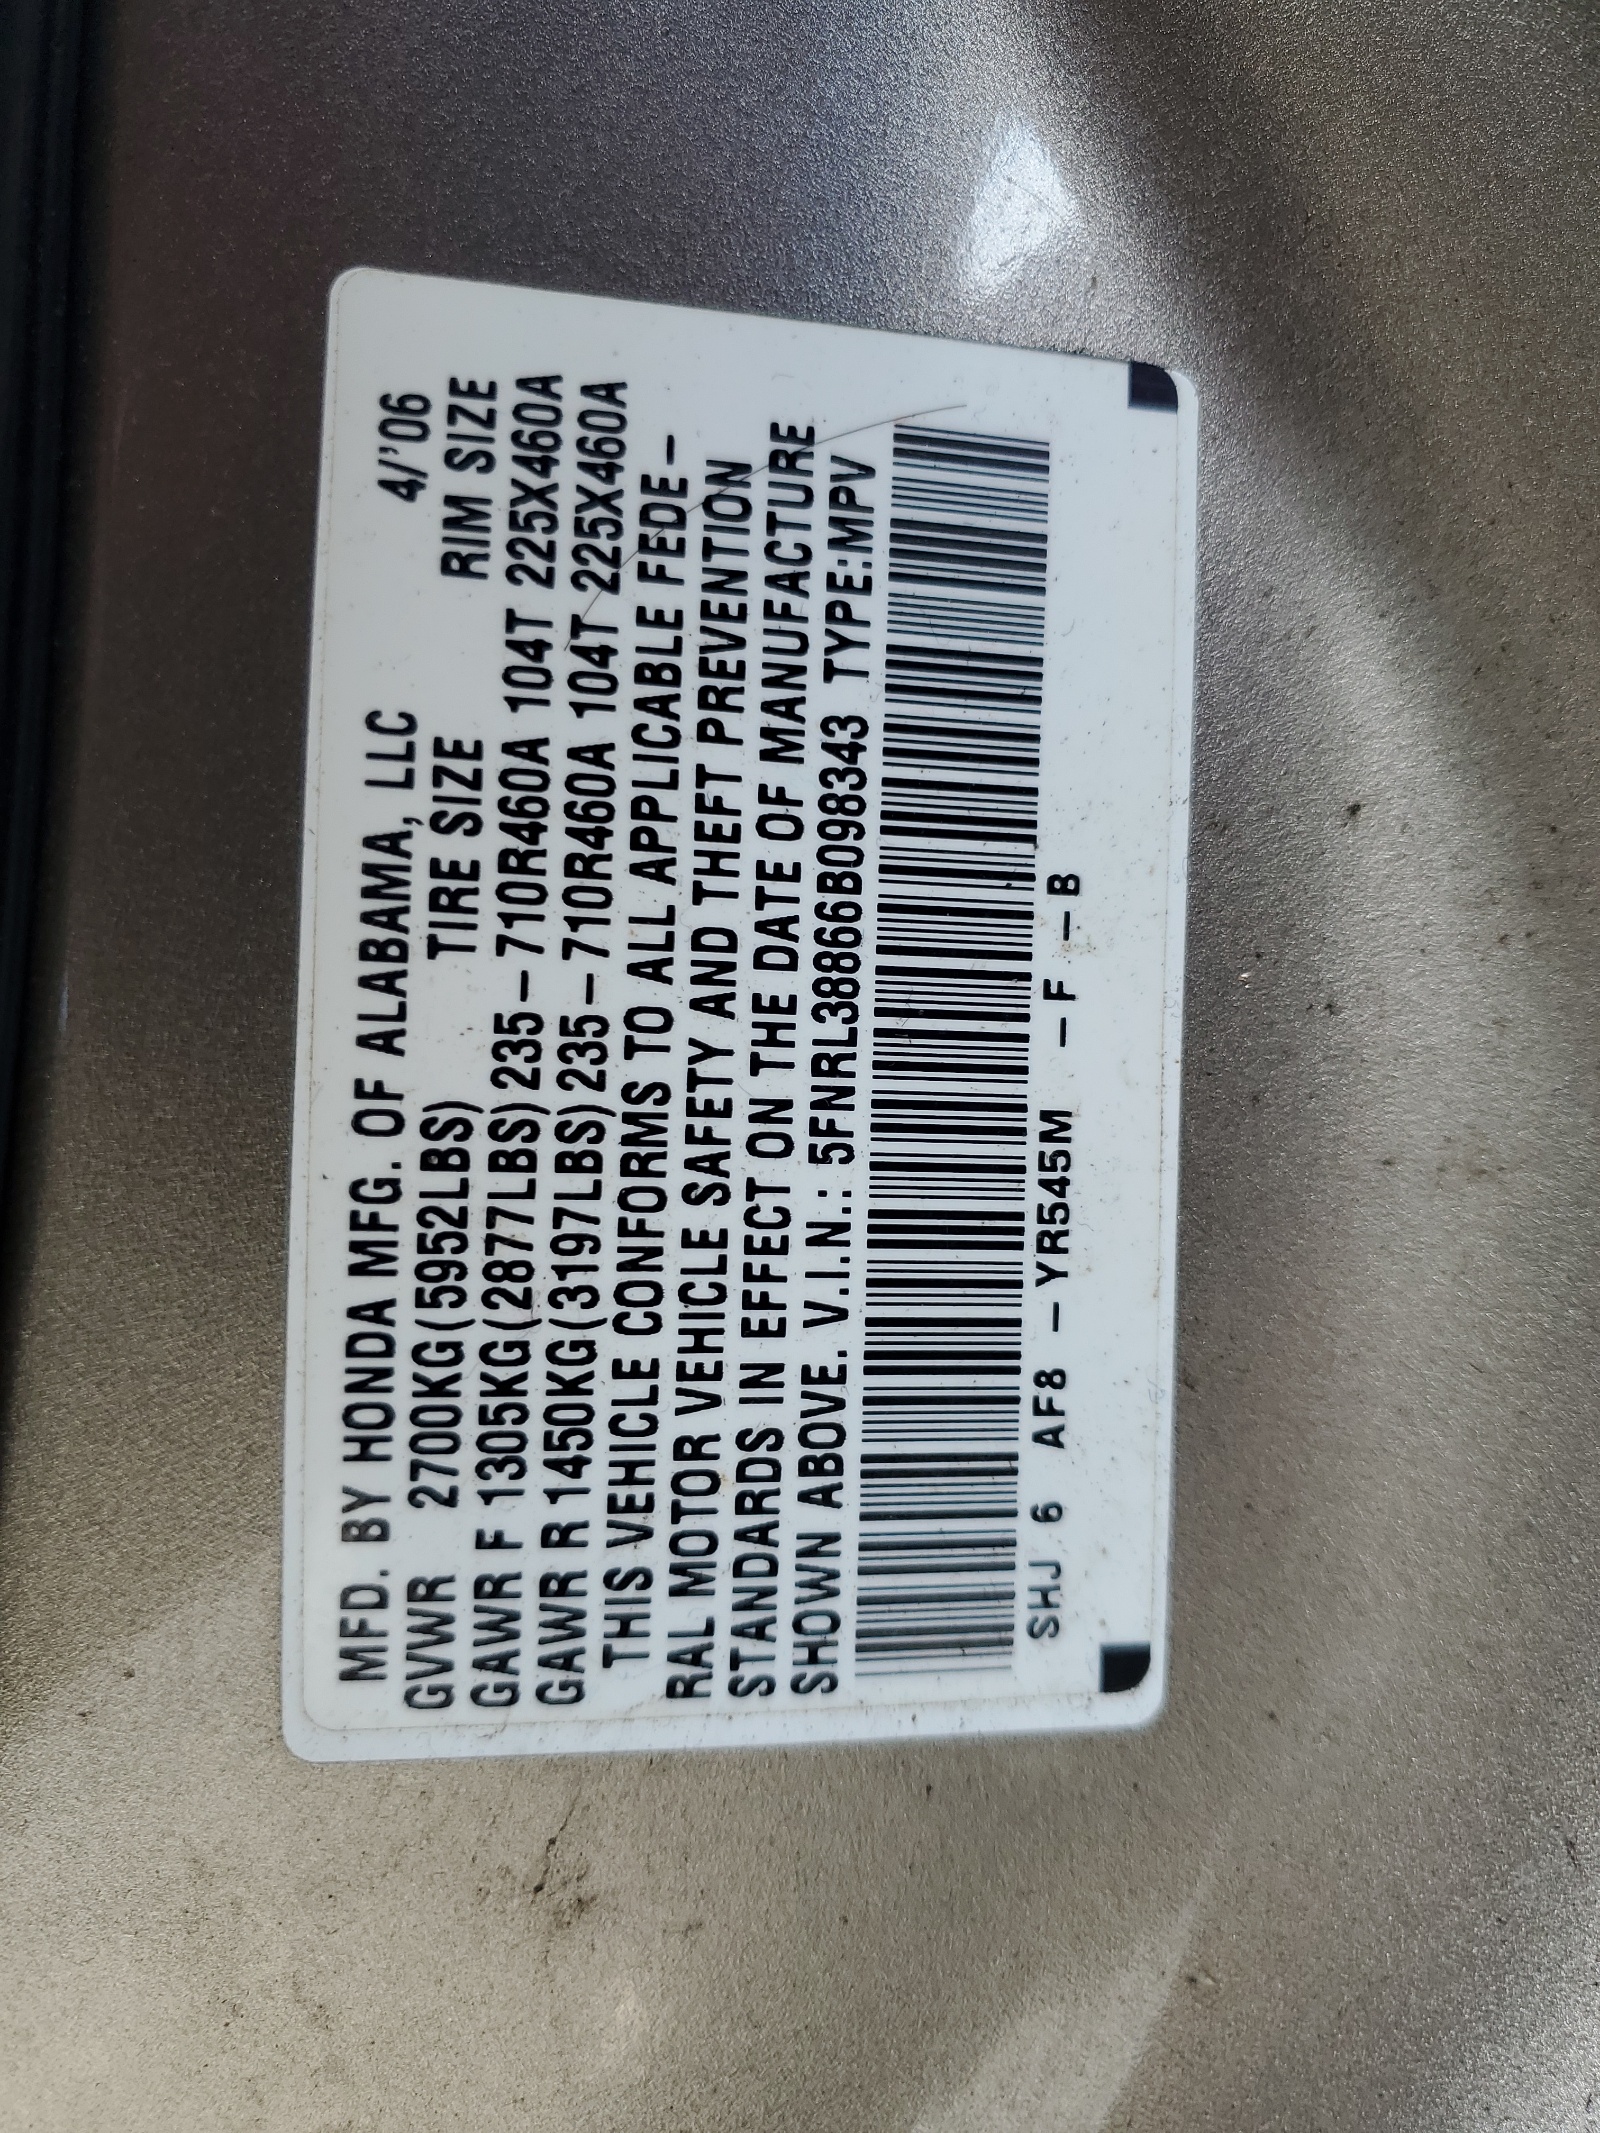 MFD. BY HONDA MFG. OF ALABAMA, LLC 4/'06
GVWR 2700KG(5952LBS) TIRE SIZE RIM SIZE
GAWR F 1305KG(2877LBS)235-710R460A 104T 225X460A
GAWR R 1450KG(3197LBS)235-710R460A 104T 225X460A
THIS VEHICLE CONFORMS TO ALL APPLICABLE FEDE-
RAL MOTOR VEHICLE SAFETY AND THEFT PREVENTION
STANDARDS IN EFFECT ON THE DATE OF MANUFACTURE
SHOWN ABOVE. V.I.N.: 5FNRL38866B098343 TYPE:MPV
SHJ 6 AF8 - YR545M - F - B